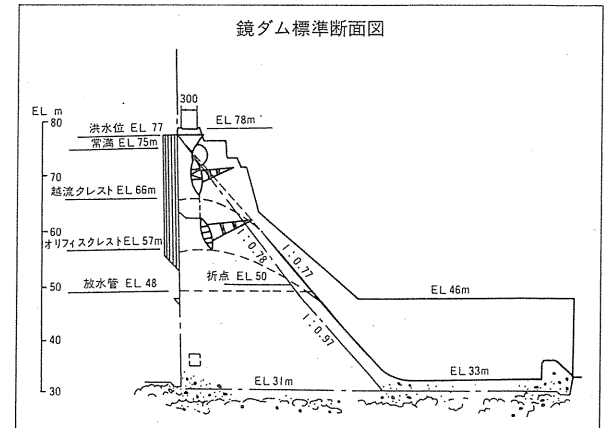 鏡ダム標準断面図
300
EL m
80
洪水位 EL 77
EL 78m
常満 EL 75m
70
越流クレスト EL 66m
60
オリフィスクレスト EL 57m
1:0.78
1:0.77
折点 EL 50
放水管 EL 48
50
EL 46m
1:0.97
40
EL 33m
EL 31m
30